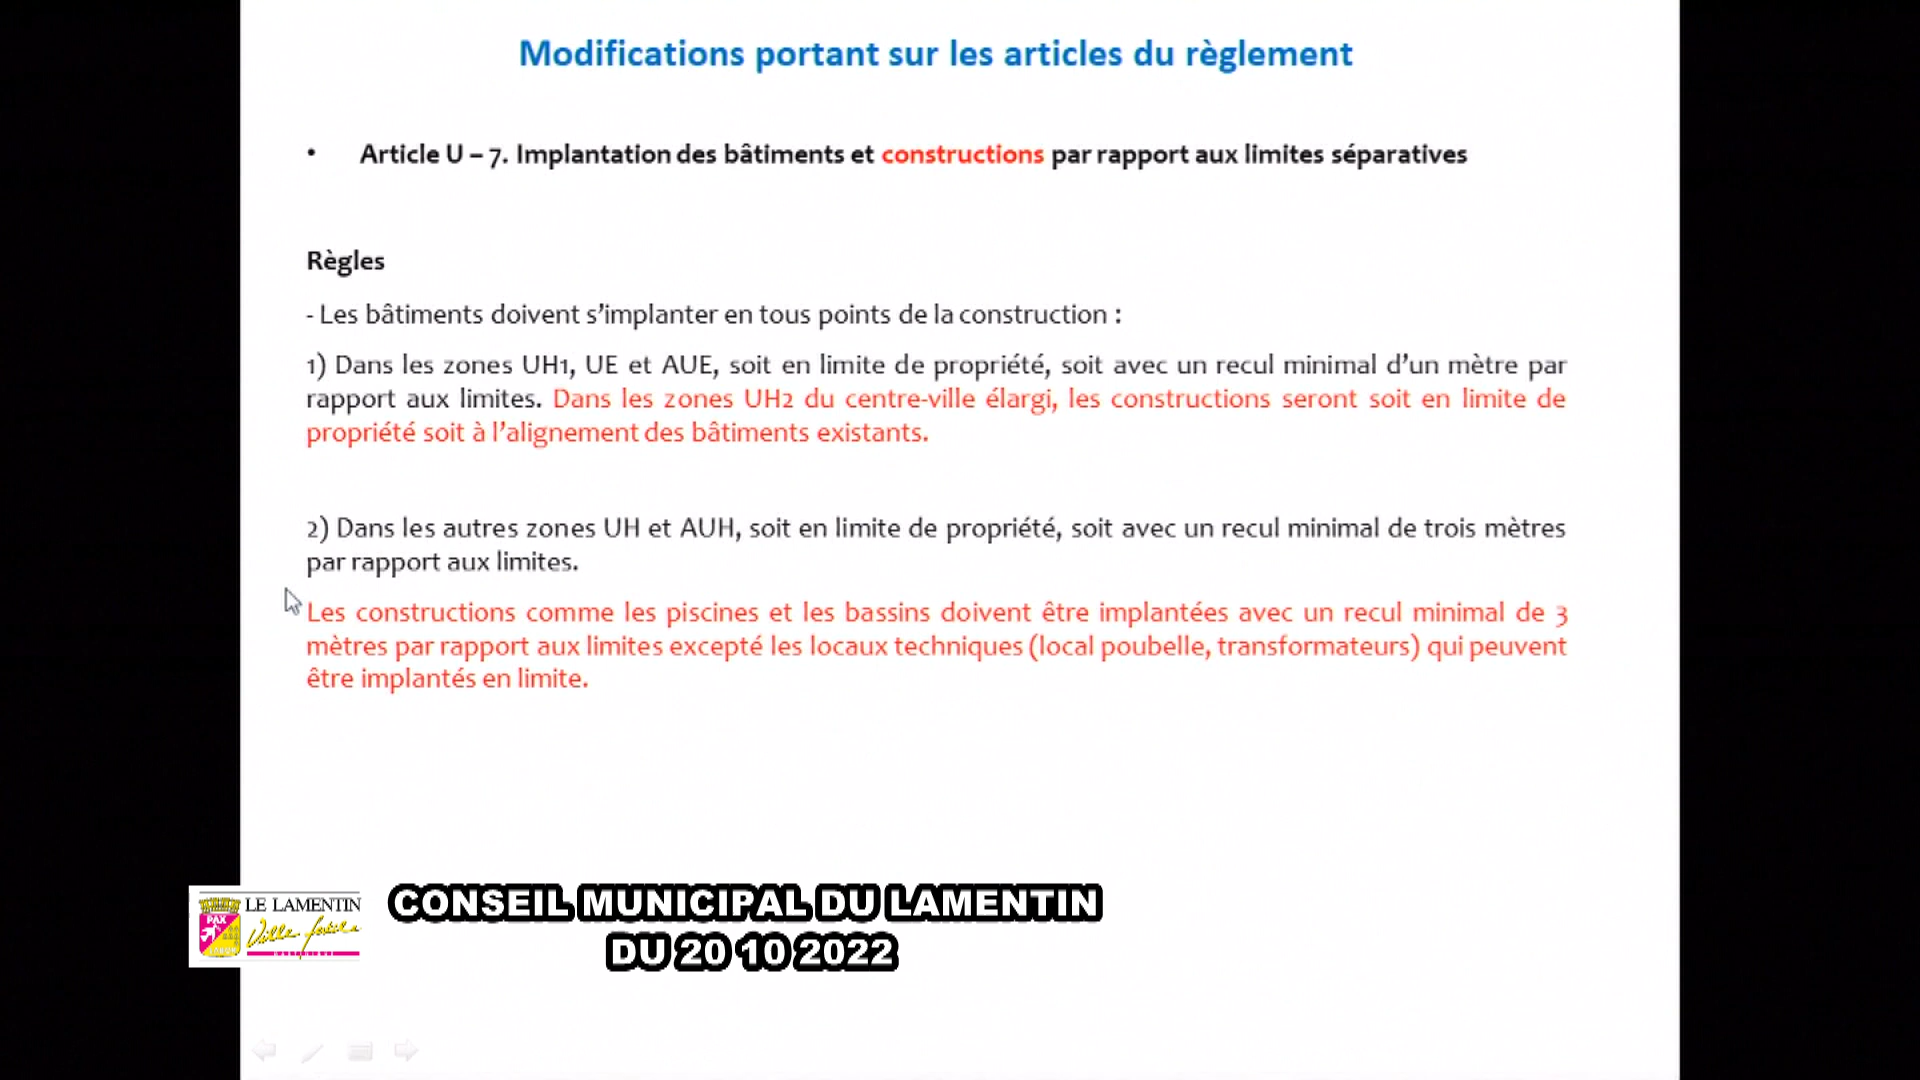 Modifications portant sur les articles du règlement
• Article U – 7. Implantation des bâtiments et constructions par rapport aux limites séparatives
Règles
- Les bâtiments doivent s’implanter en tous points de la construction :
1) Dans les zones UH1, UE et AUE, soit en limite de propriété, soit avec un recul minimal d’un mètre par
rapport aux limites. Dans les zones UH2 du centre-ville élargi, les constructions seront soit en limite de
propriété soit à l’alignement des bâtiments existants.
2) Dans les autres zones UH et AUH, soit en limite de propriété, soit avec un recul minimal de trois mètres
par rapport aux limites.
Les constructions comme les piscines et les bassins doivent être implantées avec un recul minimal de 3
mètres par rapport aux limites excepté les locaux techniques (local poubelle, transformateurs) qui peuvent
être implantés en limite.
PAX
LE LAMENTIN
CONSEIL MUNICIPAL DU LAMENTIN
DU 20 10 2022